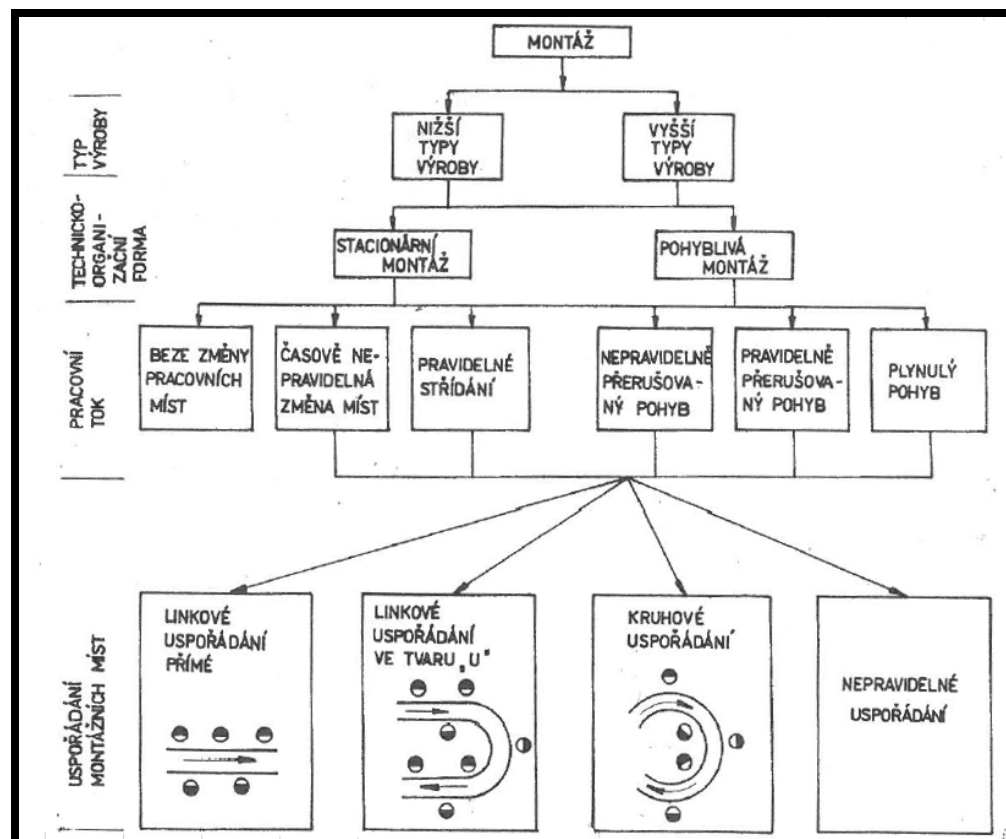 MONTÁŽ
TYP
VÝROBY
NIŽŠÍ
TYPY
VÝROBY
VYŠŠÍ
TYPY
VÝROBY
TECHNICKO-
ORGANI-
ZAČNÍ
FORMA
STACIONÁRNÍ
MONTÁŽ
POHYBLIVÁ
MONTÁŽ
PRACOVNÍ
TOK
BEZE ZMĚNY
PRACOVNÍCH
MÍST
ČASOVĚ NE-
PRAVIDELNÁ
ZMĚNA MÍST
PRAVIDELNÉ
STŘÍDÁNÍ
NEPRAVIDELNĚ
PŘERUŠOVA-
NÝ POHYB
PRAVIDELNĚ
PŘERUŠOVA-
NÝ POHYB
PLYNULÝ
POHYB
USPOŘÁDÁNÍ
MONTÁŽNÍCH MÍST
LINKOVÉ
USPOŘÁDÁNÍ
PŘÍMÉ
LINKOVÉ
USPOŘÁDÁNÍ
VE TVARU „U"
KRUHOVÉ
USPOŘÁDÁNÍ
NEPRAVIDELNÉ
USPOŘÁDÁNÍ